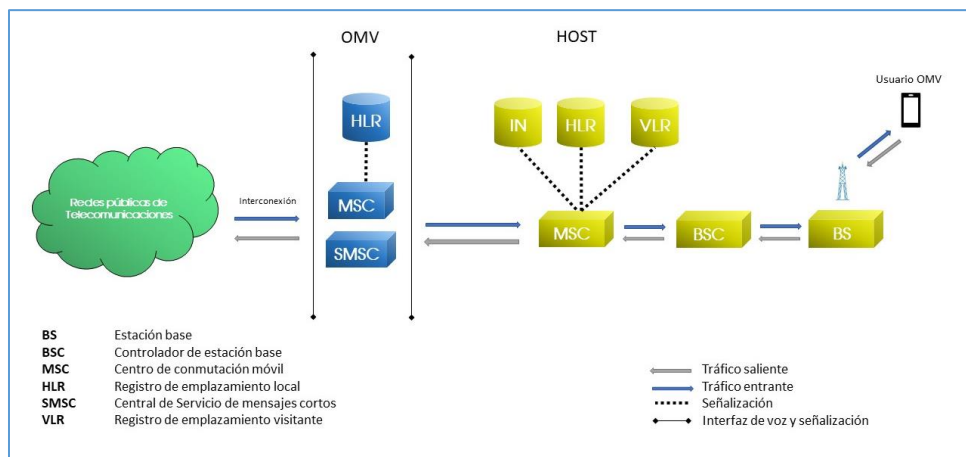 OMV
HOST
Usuario OMV
HLR
IN
HLR
VLR
Redes públicas de
Telecomunicaciones
Interconexión
MSC
SMSC
MSC
BSC
BS
BS Estación base
BSC Controlador de estación base
MSC Centro de conmutación móvil
HLR Registro de emplazamiento local
SMSC Central de Servicio de mensajes cortos
VLR Registro de emplazamiento visitante
Tráfico saliente
Tráfico entrante
Señalización
Interfaz de voz y señalización